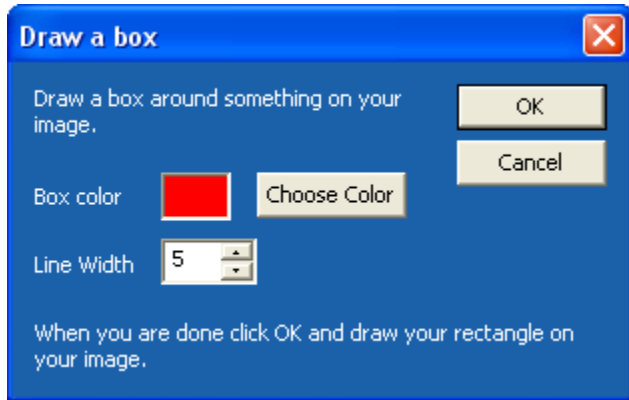 Draw a box
Draw a box around something on your
image.
OK
Cancel
Box color
Choose Color
Line Width
5
When you are done click OK and draw your rectangle on
your image.